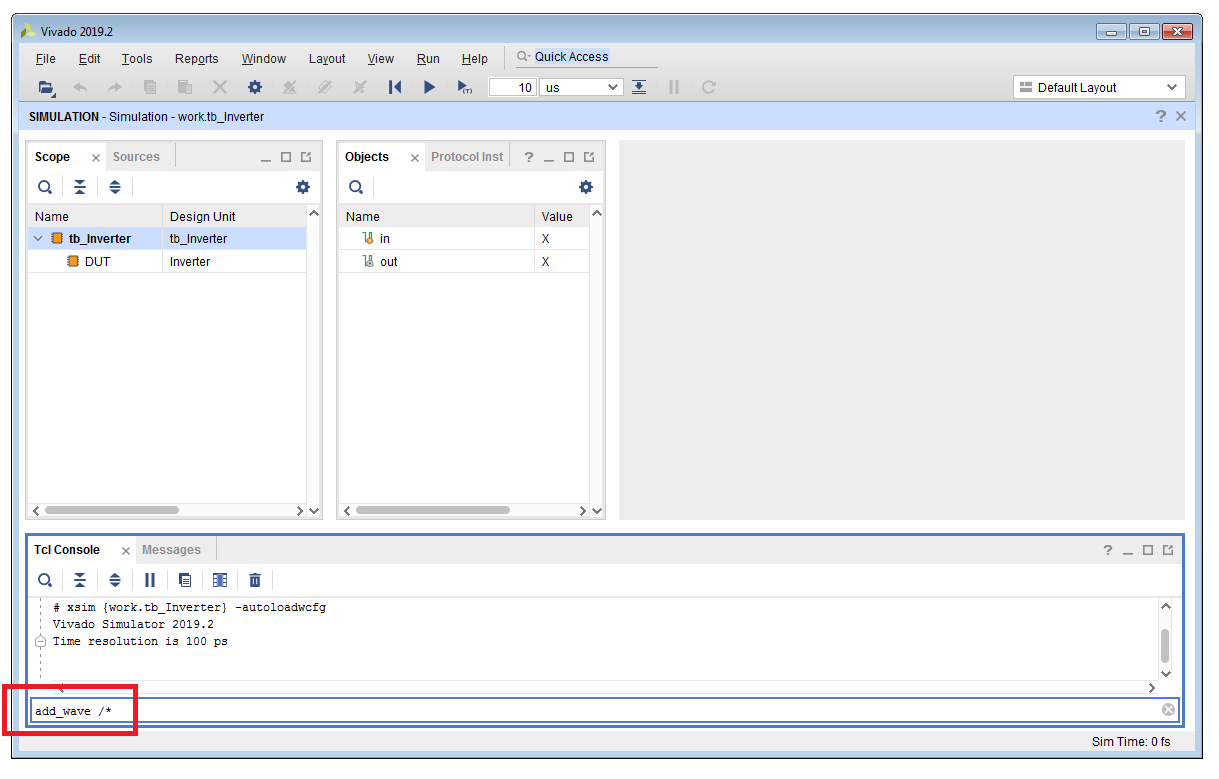 Vivado 2019.2
File Edit Tools Reports Window Layout View Run Help Quick Access
(T) 10 us Default Layout
SIMULATION - Simulation - work.tb_Inverter ?
Scope Sources
Name Design Unit
tb_Inverter tb_Inverter
DUT Inverter
Objects Protocol Inst ?
Name Value
in X
out X
Tcl Console Messages ?
# xsim {work.tb_Inverter} -autoloadwcfg
Vivado Simulator 2019.2
Time resolution is 100 ps
add_wave /*
Sim Time: 0 fs